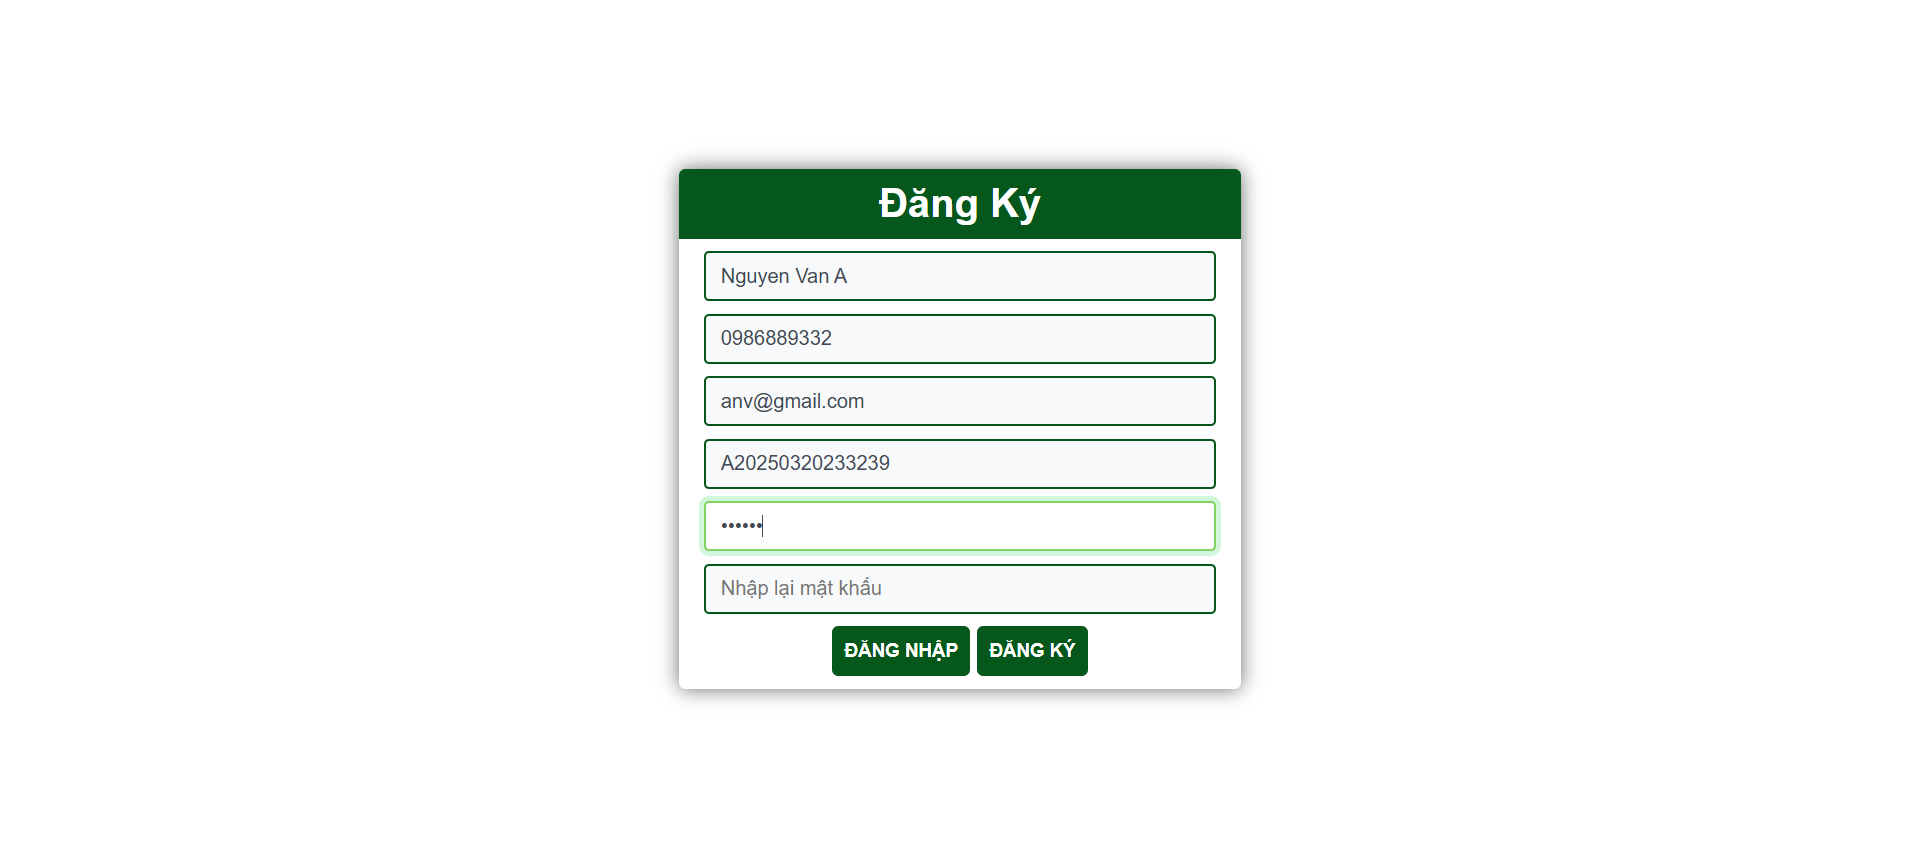 Đăng Ký
Nguyen Van A
0986889332
anv@gmail.com
A20250320233239
••••••
Nhập lại mật khẩu
ĐĂNG NHẬP ĐĂNG KÝ